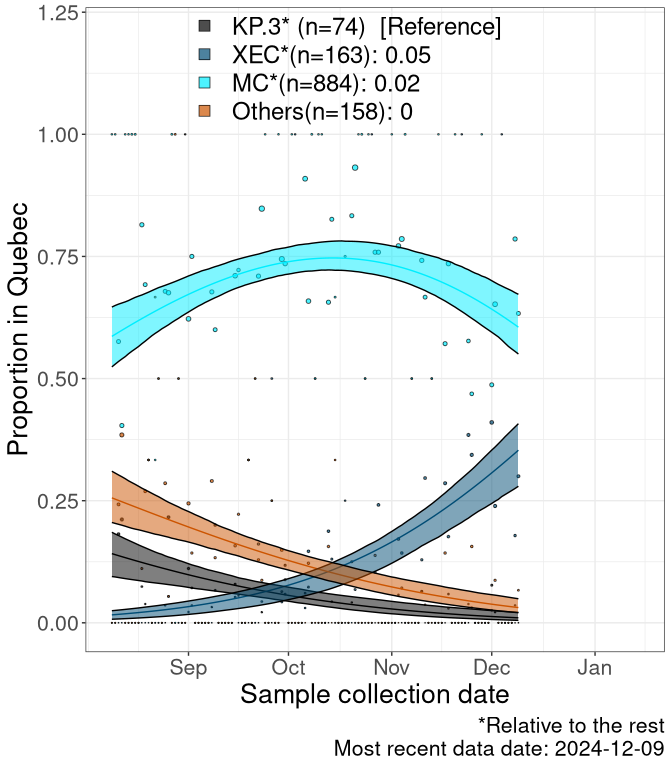 KP.3* (n=74)  [Reference]
XEC*(n=163): 0.05
MC*(n=884): 0.02
Others(n=158): 0
1.25
1.00
0.75
0.50
0.25
0.00
Proportion in Quebec
Sep Oct Nov Dec Jan
Sample collection date
*Relative to the rest
Most recent data date: 2024-12-09